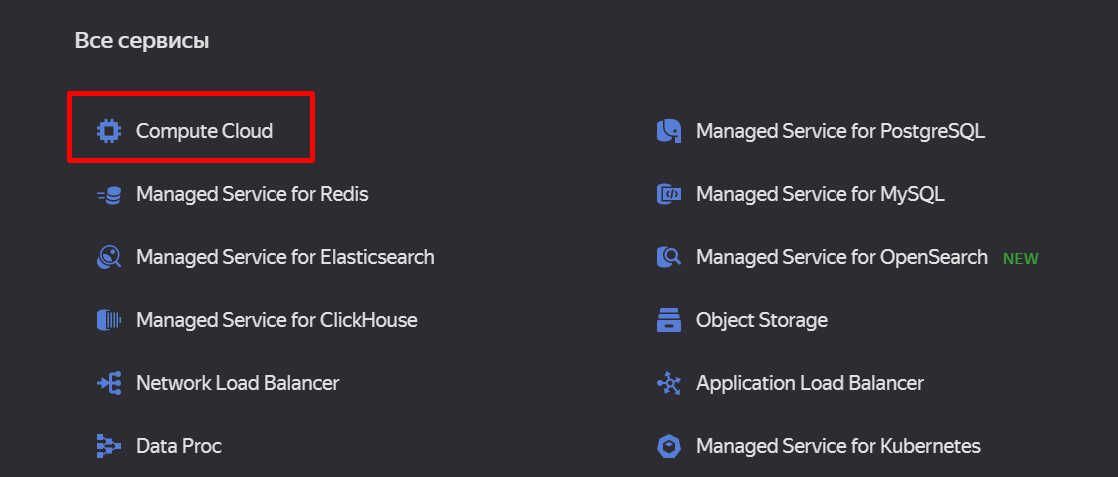 Все сервисы
Compute Cloud
Managed Service for PostgreSQL
Managed Service for Redis
Managed Service for MySQL
Managed Service for Elasticsearch
Managed Service for OpenSearch NEW
Managed Service for ClickHouse
Object Storage
Network Load Balancer
Application Load Balancer
Data Proc
Managed Service for Kubernetes